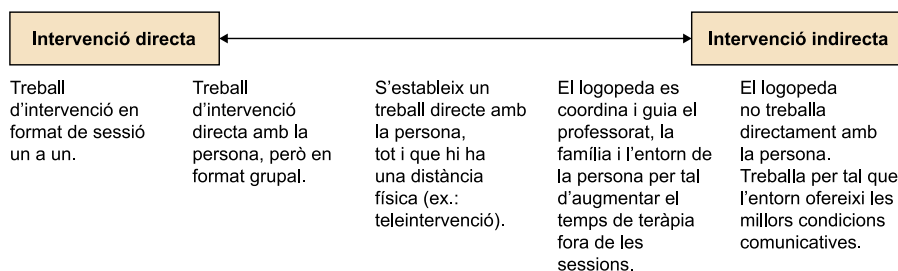 Intervenció directa
Intervenció indirecta
Treball
d’intervenció en
format de sessió
un a un.
Treball
d’intervenció
directa amb la
persona, però en
format grupal.
S’estableix un
treball directe amb
la persona,
tot i que hi ha
una distància
física (ex.:
teleintervenció).
El logopeda es
coordina i guia el
professorat, la
família i l’entorn de
la persona per tal
d’augmentar el
temps de teràpia
fora de les
sessions.
El logopeda
no treballa
directament amb
la persona.
Treballa per tal que
l’entorn ofereixi les
millors condicions
comunicatives.